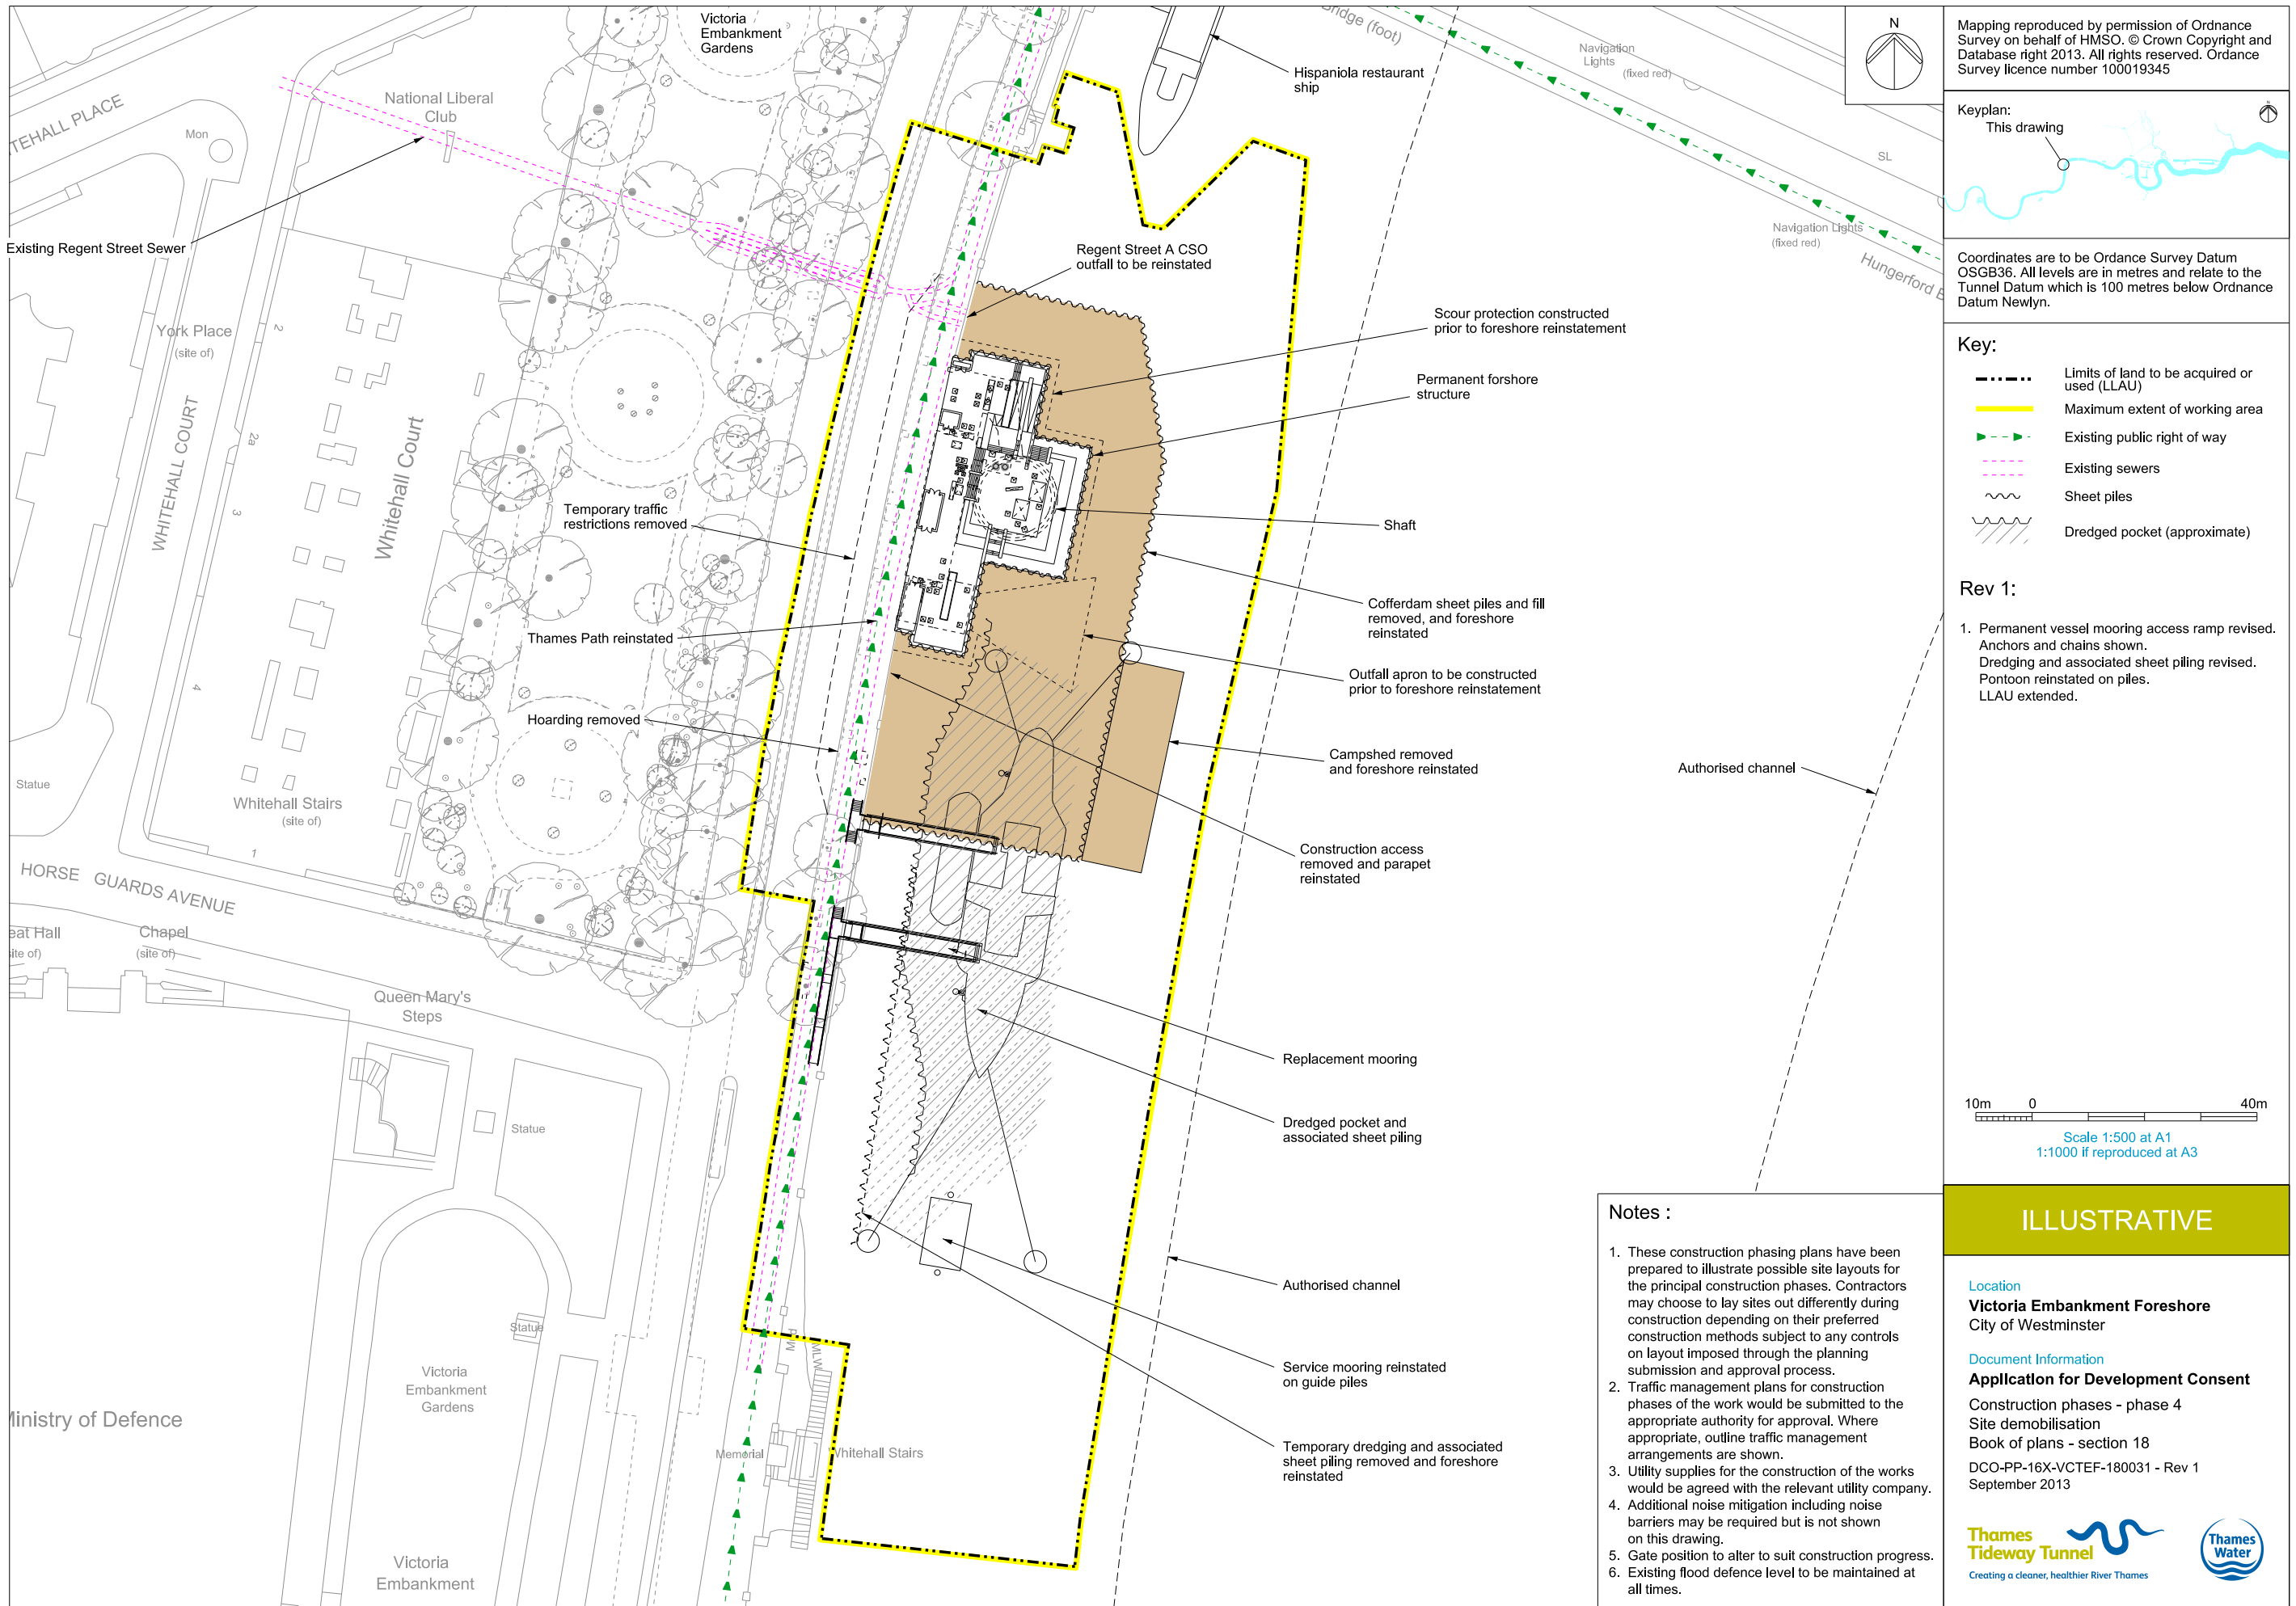 Victoria
Embankment
Gardens
National Liberal
Club
Mon
Existing Regent Street Sewer
York Place
(site of)
2
2a
3
4
1
WHITEHALL COURT
Whitehall Court
Whitehall Stairs
(site of)
Statue
HORSE GUARDS AVENUE
Chapel
(site of)
Queen Mary's
Steps
Statue
Statue
Victoria
Embankment
Gardens
Memorial
Whitehall Stairs
Victoria
Embankment
Temporary traffic
restrictions removed
Thames Path reinstated
Hoarding removed
Hispaniola restaurant
ship
Regent Street A CSO
outfall to be reinstated
Scour protection constructed
prior to foreshore reinstatement
Permanent forshore
structure
Shaft
Cofferdam sheet piles and fill
removed, and foreshore
reinstated
Outfall apron to be constructed
prior to foreshore reinstatement
Campshed removed
and foreshore reinstated
Construction access
removed and parapet
reinstated
Replacement mooring
Dredged pocket and
associated sheet piling
Authorised channel
Service mooring reinstated
on guide piles
Temporary dredging and associated
sheet piling removed and foreshore
reinstated
Authorised channel
(foot)
Navigation
Lights
(fixed red)
SL
Navigation Lights
(fixed red)
Hungerford
N
Mapping reproduced by permission of Ordnance
Survey on behalf of HMSO. © Crown Copyright and
Database right 2013. All rights reserved. Ordance
Survey licence number 100019345
Keyplan:
This drawing
Coordinates are to be Ordance Survey Datum
OSGB36. All levels are in metres and relate to the
Tunnel Datum which is 100 metres below Ordnance
Datum Newlyn.
Key:
Limits of land to be acquired or
used (LLAU)
Maximum extent of working area
Existing public right of way
Existing sewers
Sheet piles
Dredged pocket (approximate)
Rev 1:
1. Permanent vessel mooring access ramp revised.
Anchors and chains shown.
Dredging and associated sheet piling revised.
Pontoon reinstated on piles.
LLAU extended.
10m 0 40m
Scale 1:500 at A1
1:1000 if reproduced at A3
Notes :
1. These construction phasing plans have been
prepared to illustrate possible site layouts for
the principal construction phases. Contractors
may choose to lay sites out differently during
construction depending on their preferred
construction methods subject to any controls
on layout imposed through the planning
submission and approval process.
2. Traffic management plans for construction
phases of the work would be submitted to the
appropriate authority for approval. Where
appropriate, outline traffic management
arrangements are shown.
3. Utility supplies for the construction of the works
would be agreed with the relevant utility company.
4. Additional noise mitigation including noise
barriers may be required but is not shown
on this drawing.
5. Gate position to alter to suit construction progress.
6. Existing flood defence level to be maintained at
all times.
ILLUSTRATIVE
Location
Victoria Embankment Foreshore
City of Westminster
Document Information
Application for Development Consent
Construction phases - phase 4
Site demobilisation
Book of plans - section 18
DCO-PP-16X-VCTEF-180031 - Rev 1
September 2013
Thames
Tideway Tunnel
Creating a cleaner, healthier River Thames
Thames
Water